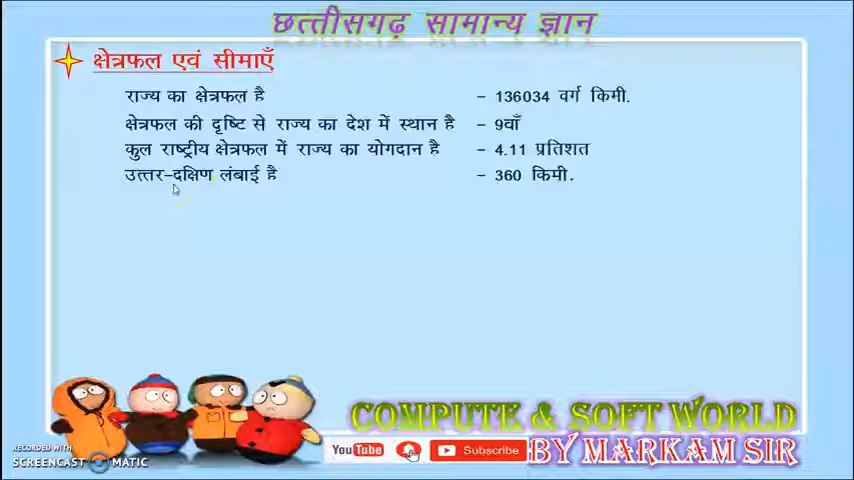 छत्तीसगढ़ सामान्य ज्ञान
क्षेत्रफल एवं सीमाएँ
राज्य का क्षेत्रफल है - 136034 वर्ग किमी.
क्षेत्रफल की दृष्टि से राज्य का देश में स्थान है - 9वाँ
कुल राष्ट्रीय क्षेत्रफल में राज्य का योगदान है - 4.11 प्रतिशत
उत्तर-दक्षिण लंबाई है - 360 किमी.
COMPUTE & SOFT WORLD
YouTube Subscribe BY MARKAM SIR
RECORDED WITH
SCREENCAST MATIC